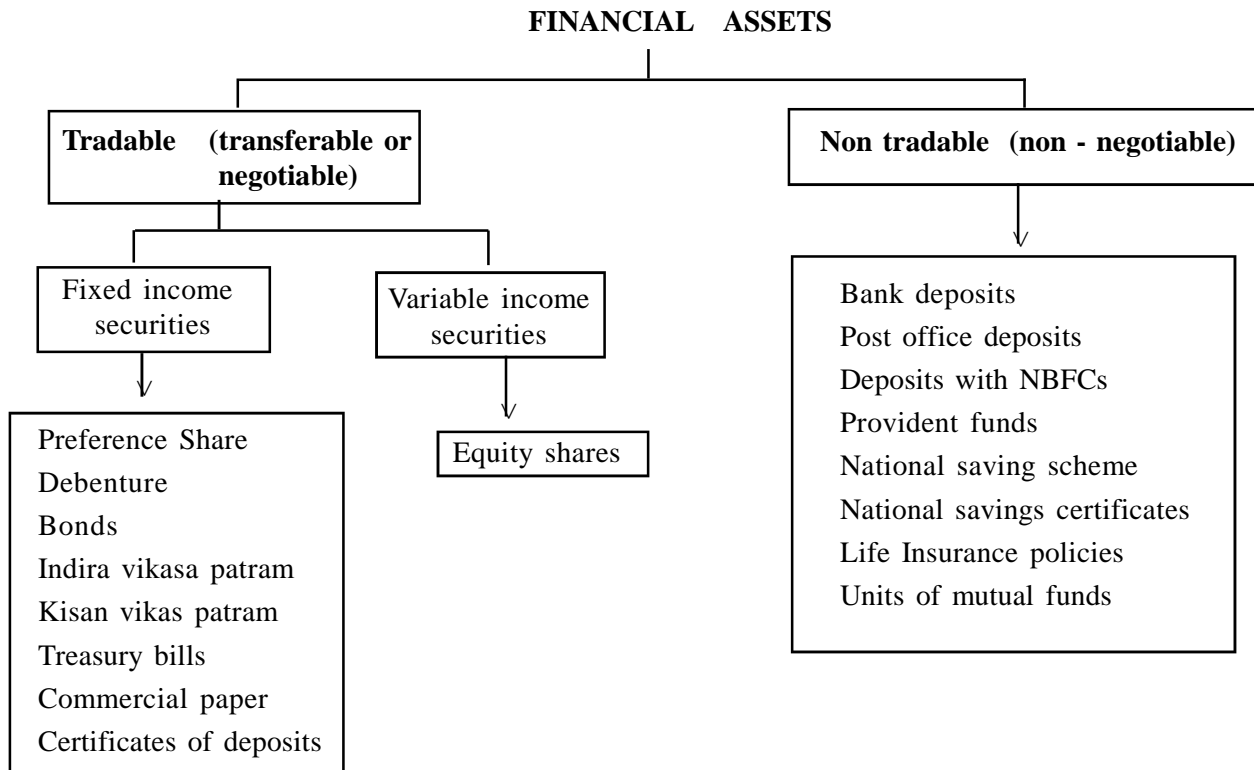 FINANCIAL ASSETS
Tradable (transferable or
negotiable)
Non tradable (non - negotiable)
Fixed income
securities
Variable income
securities
Preference Share
Debenture
Bonds
Indira vikasa patram
Kisan vikas patram
Treasury bills
Commercial paper
Certificates of deposits
Equity shares
Bank deposits
Post office deposits
Deposits with NBFCs
Provident funds
National saving scheme
National savings certificates
Life Insurance policies
Units of mutual funds